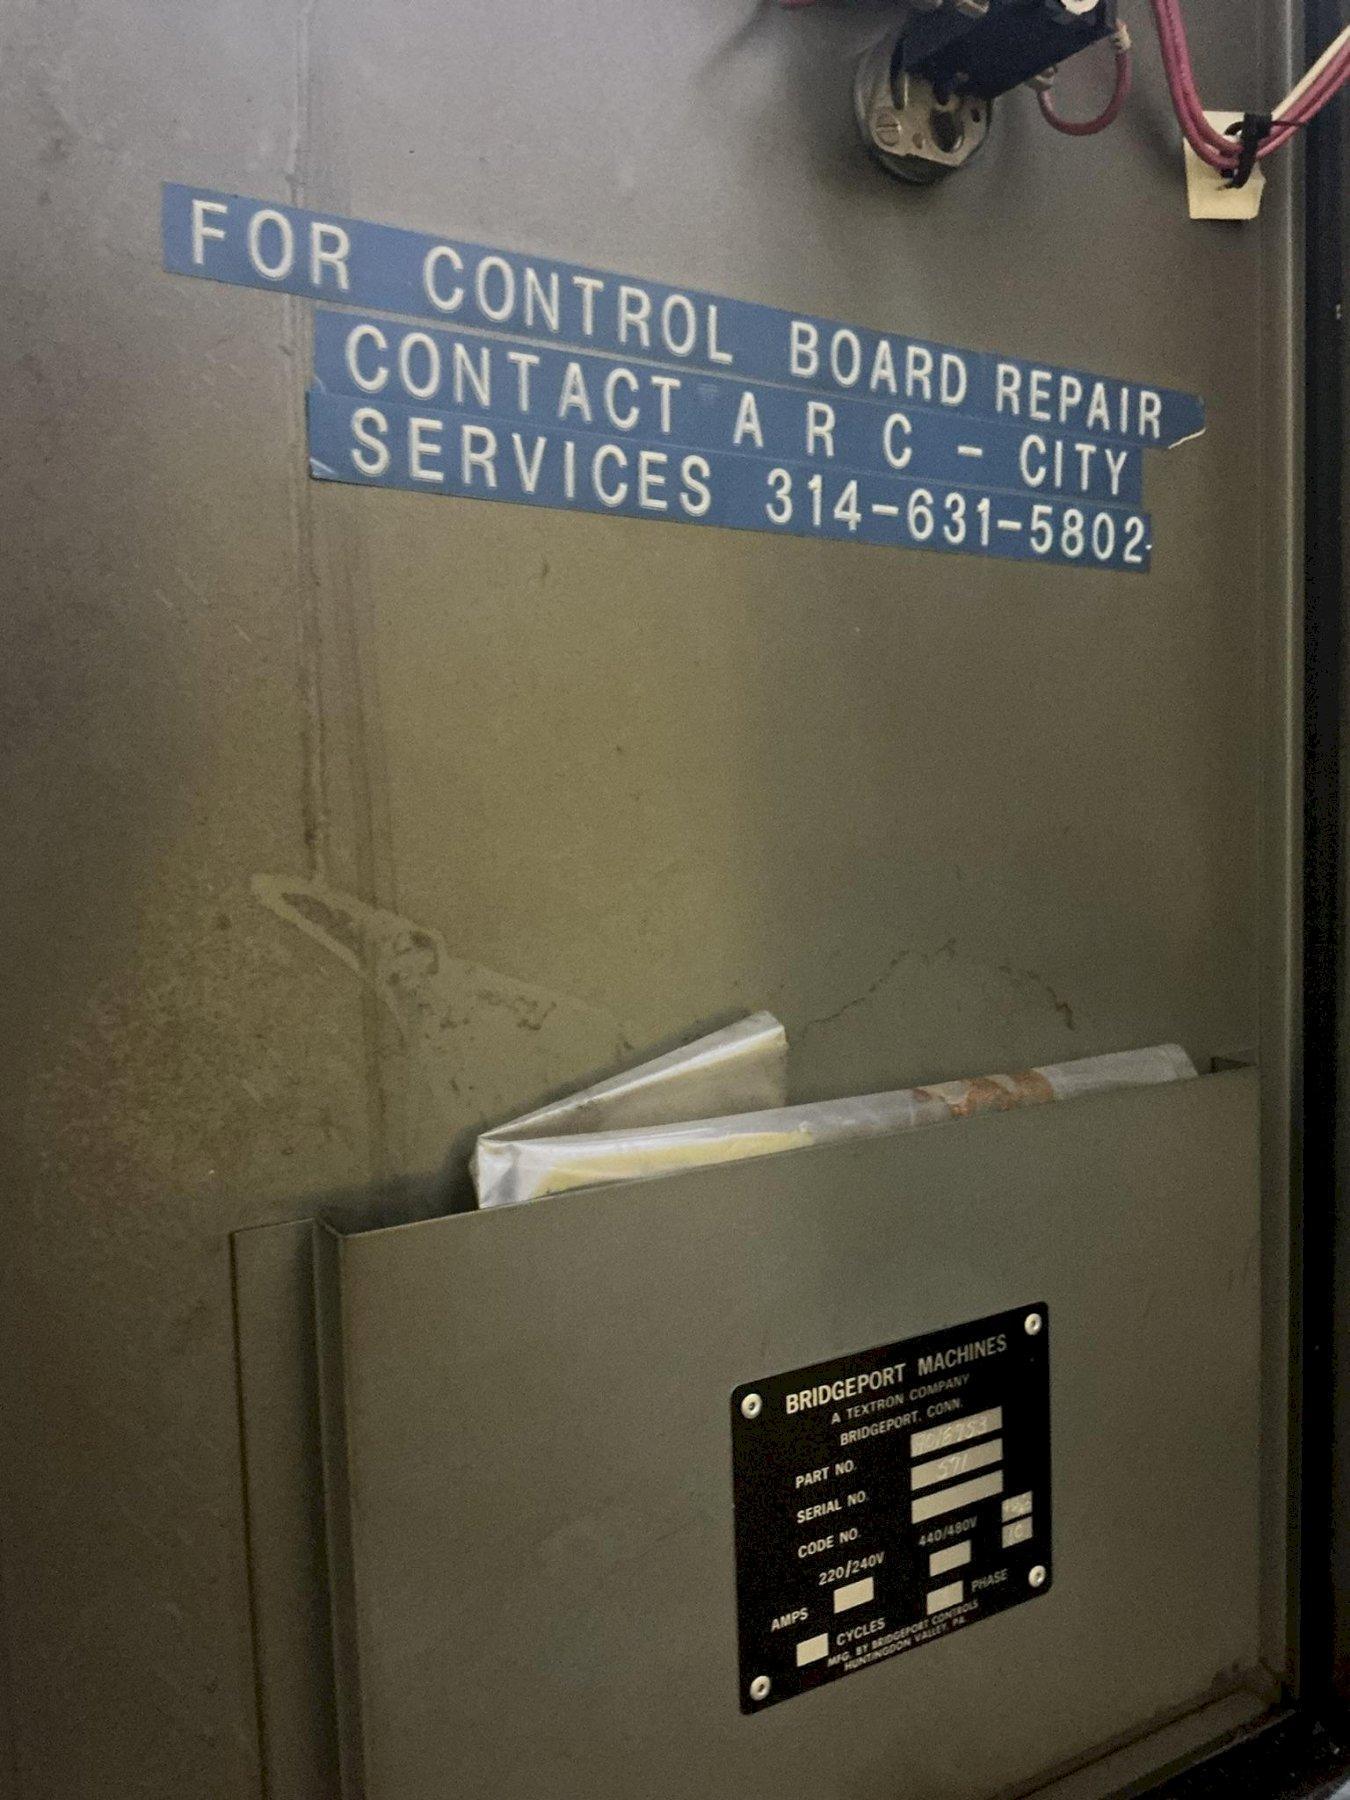 FOR CONTROL BOARD REPAIR
CONTACT A R C - CITY
SERVICES 314-631-5802
BRIDGEPORT MACHINES
A TEXTRON COMPANY
BRIDGEPORT, CONN.
PART NO.
SERIAL NO. 571
CODE NO.
220/240V 440/480V
AMPS
CYCLES PHASE
MFG. BY BRIDGEPORT CONTROLS
HUNTINGDON VALLEY, PA.